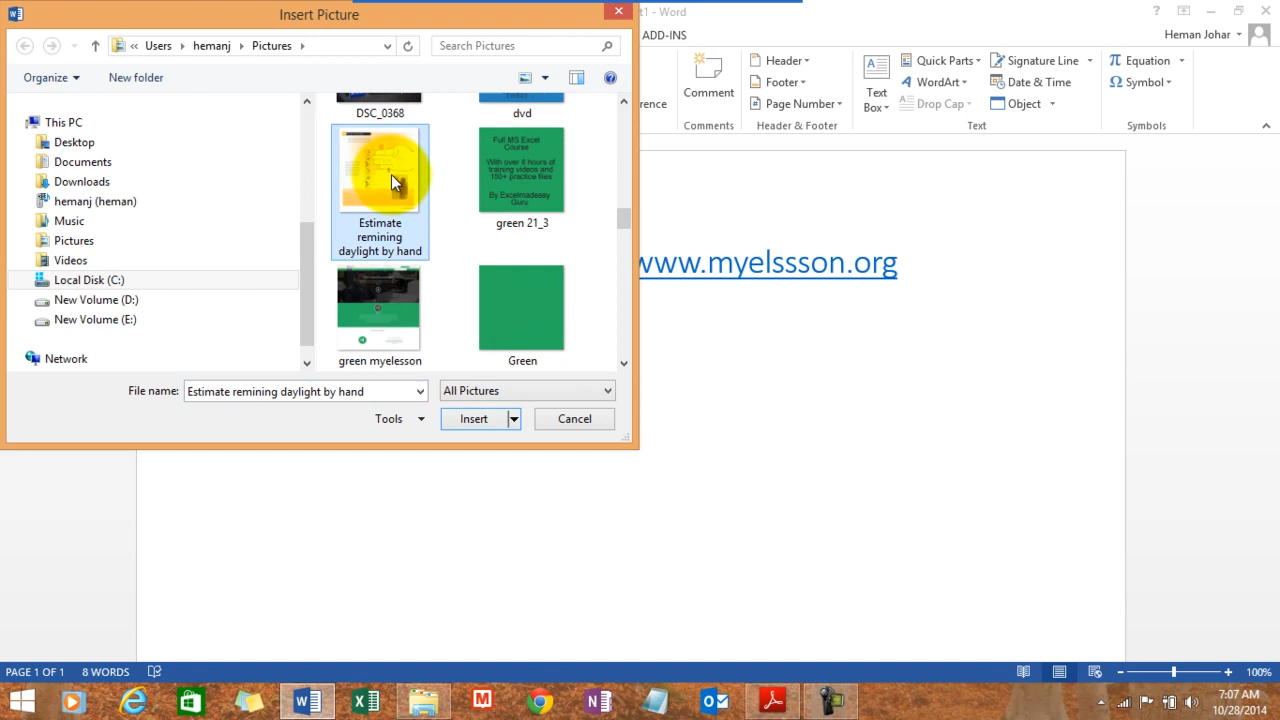 Insert Picture
t1 - Word
?
ADD-INS
Heman Johar
«
Users
hemanj
Pictures
Search Pictures
Organize
New folder
This PC
Desktop
Documents
Downloads
hemanj (heman)
Music
Pictures
Videos
Local Disk (C:)
New Volume (D:)
New Volume (E:)
Network
DSC_0368
dvd
Estimate
remining
daylight by hand
Full MS Excel
Course
With over 6 hours of
training videos and
150+ practice files
By Excelmadeasy
Guru
green 21_3
green myelesson
Green
File name:
Estimate remining daylight by hand
All Pictures
Tools
Insert
Cancel
rence
Comment
Comments
Header
Footer
Page Number
Header & Footer
Text
Box
Quick Parts
WordArt
Drop Cap
Signature Line
Date & Time
Object
Text
Equation
Symbol
Symbols
www.myelssson.org
PAGE 1 OF 1
8 WORDS
100%
7:07 AM
10/28/2014